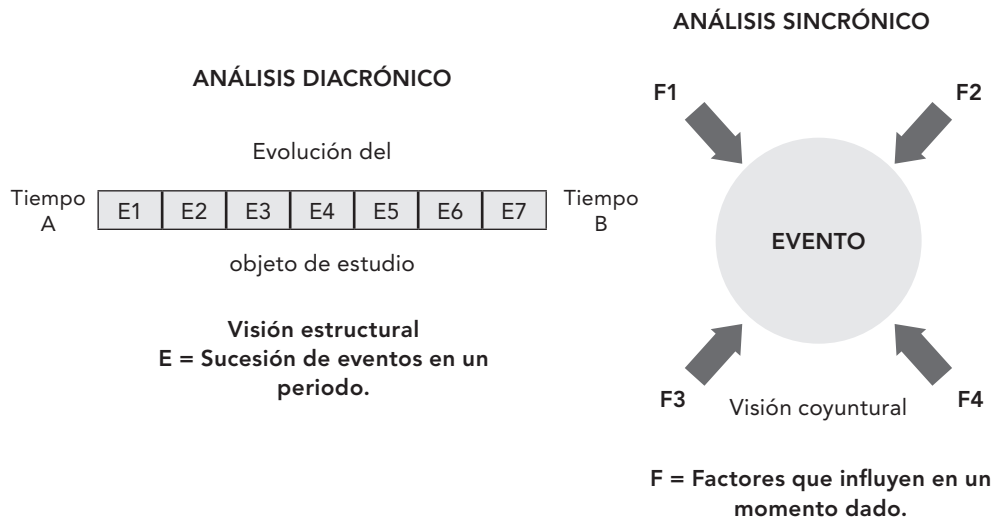 ANÁLISIS DIACRÓNICO
Evolución del
Tiempo
A
E1 E2 E3 E4 E5 E6 E7
Tiempo
B
objeto de estudio
Visión estructural
E = Sucesión de eventos en un
periodo.
ANÁLISIS SINCRÓNICO
F1
F2
EVENTO
F3
F4
Visión coyuntural
F = Factores que influyen en un
momento dado.